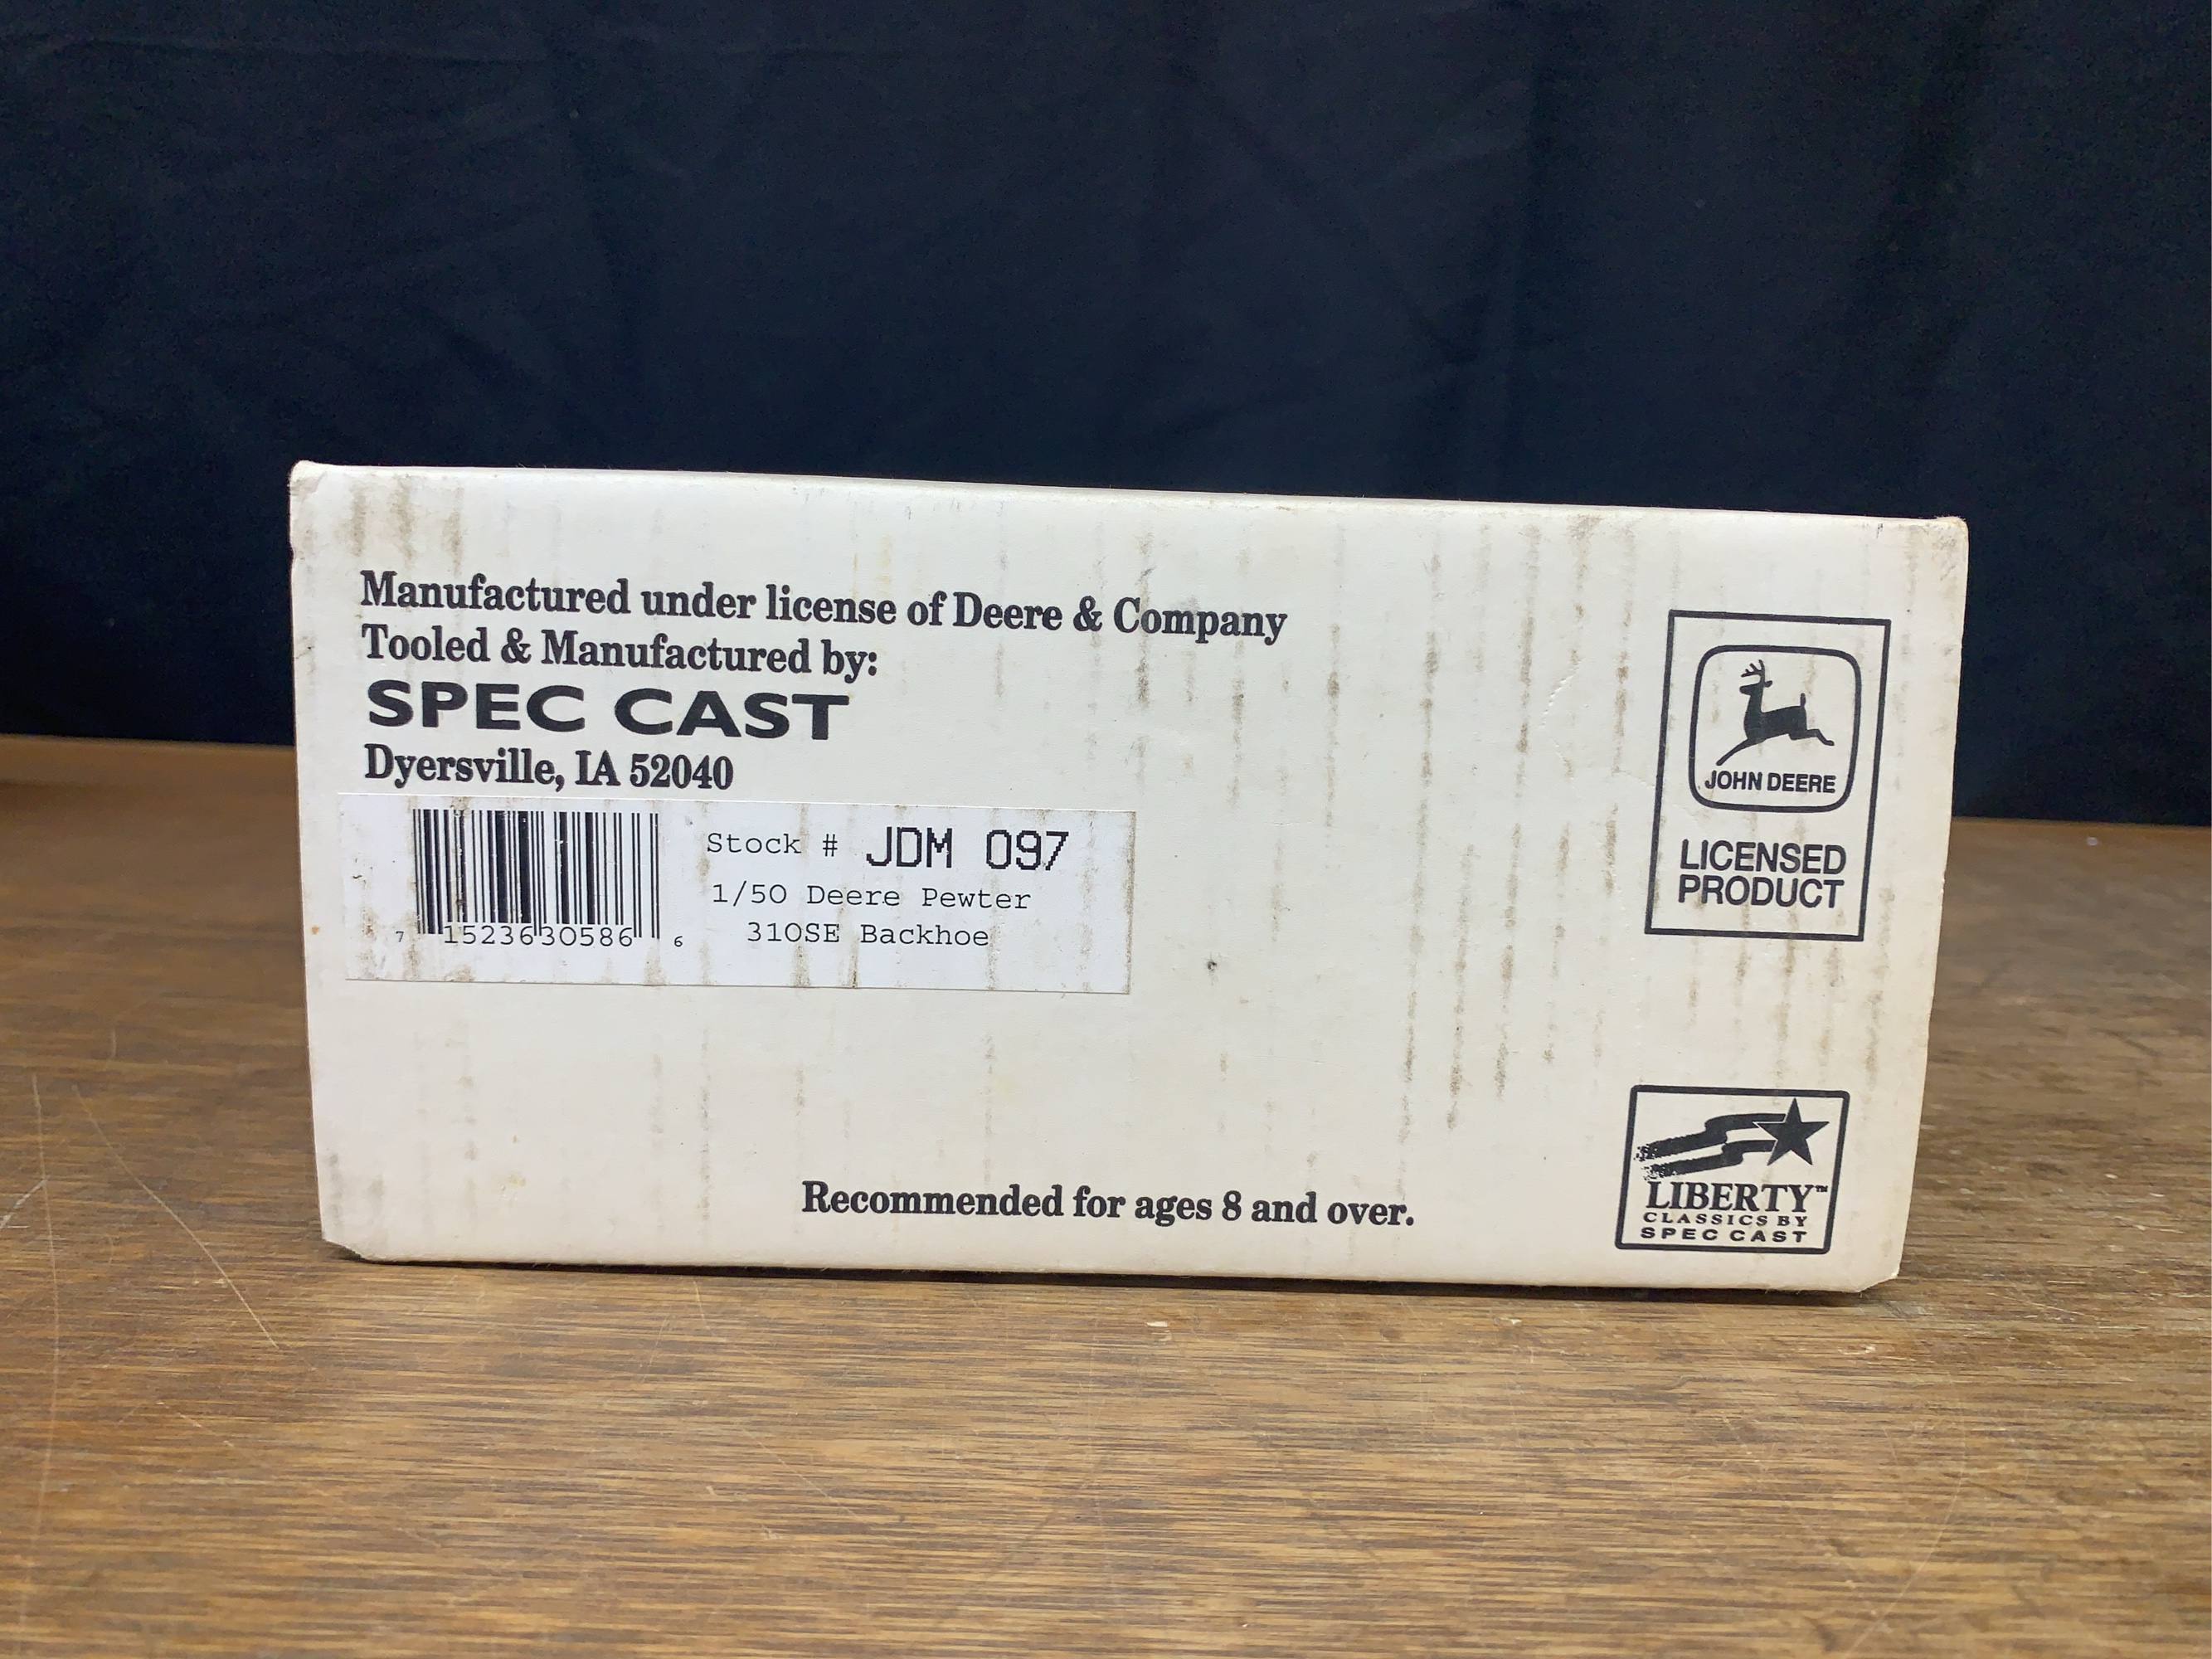 Manufactured under license of Deere & Company
Tooled & Manufactured by:
SPEC CAST
Dyersville, IA 52040
Stock # JDM 097
1/50 Deere Pewter
310SE Backhoe
7 15236 30586 6
JOHN DEERE
LICENSED
PRODUCT
Recommended for ages 8 and over.
LIBERTY™
CLASSICS BY
SPEC CAST